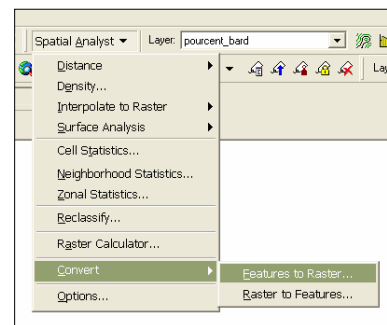 Spatial Analyst Layer: pourcent_bard
Distance Lay
Density...
Interpolate to Raster
Surface Analysis
Cell Statistics...
Neighborhood Statistics...
Zonal Statistics...
Reclassify...
Raster Calculator...
Convert Features to Raster...
Options... Raster to Features...